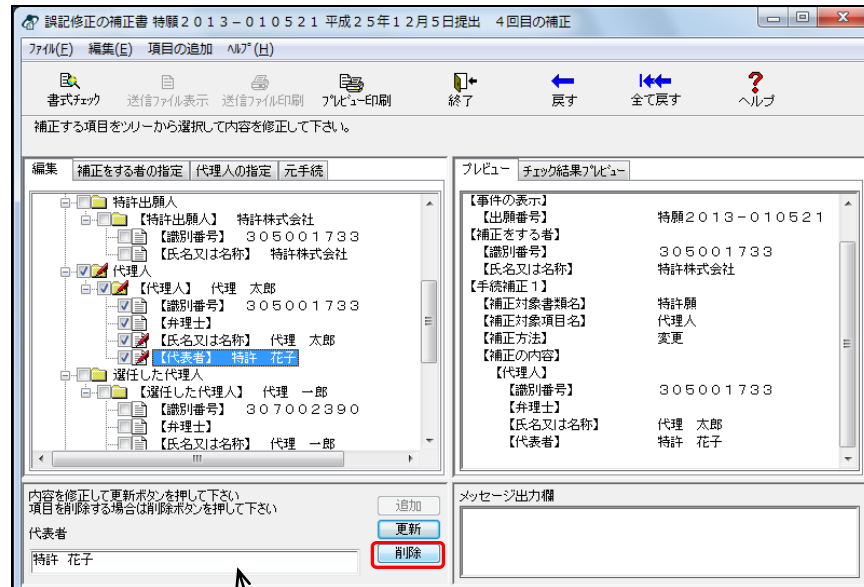 誤記修正の補正書 特願２０１３－０１０５２１ 平成２５年１２月５日提出　４回目の補正
ﾌｧｲﾙ(F)　編集(E)　項目の追加　ﾍﾙﾌﾟ(H)
書式ﾁｪｯｸ　送信ﾌｧｲﾙ表示　送信ﾌｧｲﾙ印刷　ﾌﾟﾚﾋﾞｭｰ印刷　終了　戻す　全て戻す　ヘルプ
補正する項目をツリーから選択して内容を修正して下さい。
編集　補正をする者の指定　代理人の指定　元手続
特許出願人
【特許出願人】　特許株式会社
【識別番号】　３０５００１７３３
【氏名又は名称】　特許株式会社
代理人
【代理人】　代理　太郎
【識別番号】　３０５００１７３３
【弁理士】
【氏名又は名称】　代理　太郎
【代表者】　特許　花子
選任した代理人
【選任した代理人】　代理　一郎
【識別番号】　３０７００２３９０
【弁理士】
【氏名又は名称】　代理　一郎
プレビュー　ﾁｪｯｸ結果ﾌﾟﾚﾋﾞｭｰ
【事件の表示】
【出願番号】　特願２０１３－０１０５２１
【補正をする者】
【識別番号】　３０５００１７３３
【氏名又は名称】　特許株式会社
【手続補正１】
【補正対象書類名】　特許願
【補正対象項目名】　代理人
【補正方法】　変更
【補正の内容】
【代理人】
【識別番号】　３０５００１７３３
【弁理士】
【氏名又は名称】　代理　太郎
【代表者】　特許　花子
内容を修正して更新ボタンを押して下さい
項目を削除する場合は削除ボタンを押して下さい
追加
更新
削除
代表者
特許　花子
メッセージ出力欄